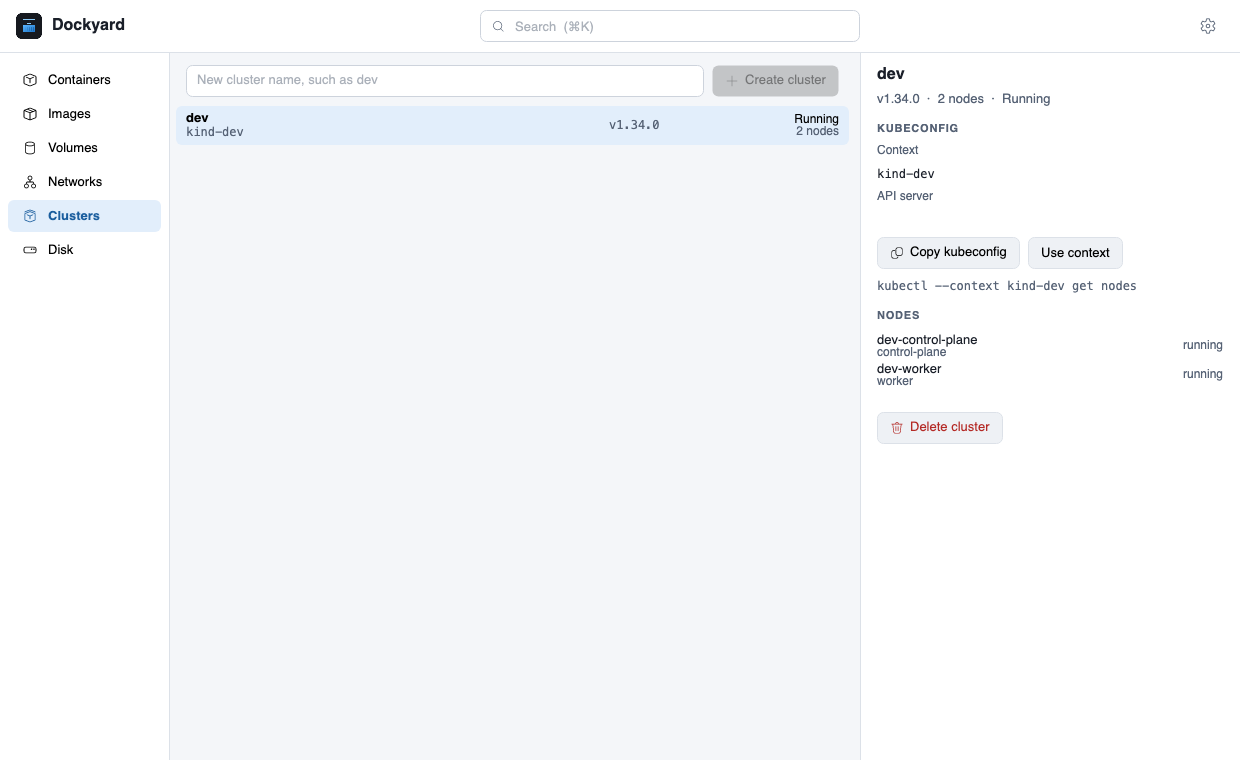 Dockyard
Search (⌘K)
Containers
Images
Volumes
Networks
Clusters
Disk
New cluster name, such as dev
Create cluster
dev
kind-dev
v1.34.0
Running
2 nodes
dev
v1.34.0 · 2 nodes · Running
KUBECONFIG
Context
kind-dev
API server
Copy kubeconfig
Use context
kubectl --context kind-dev get nodes
NODES
dev-control-plane
control-plane
running
dev-worker
worker
running
Delete cluster